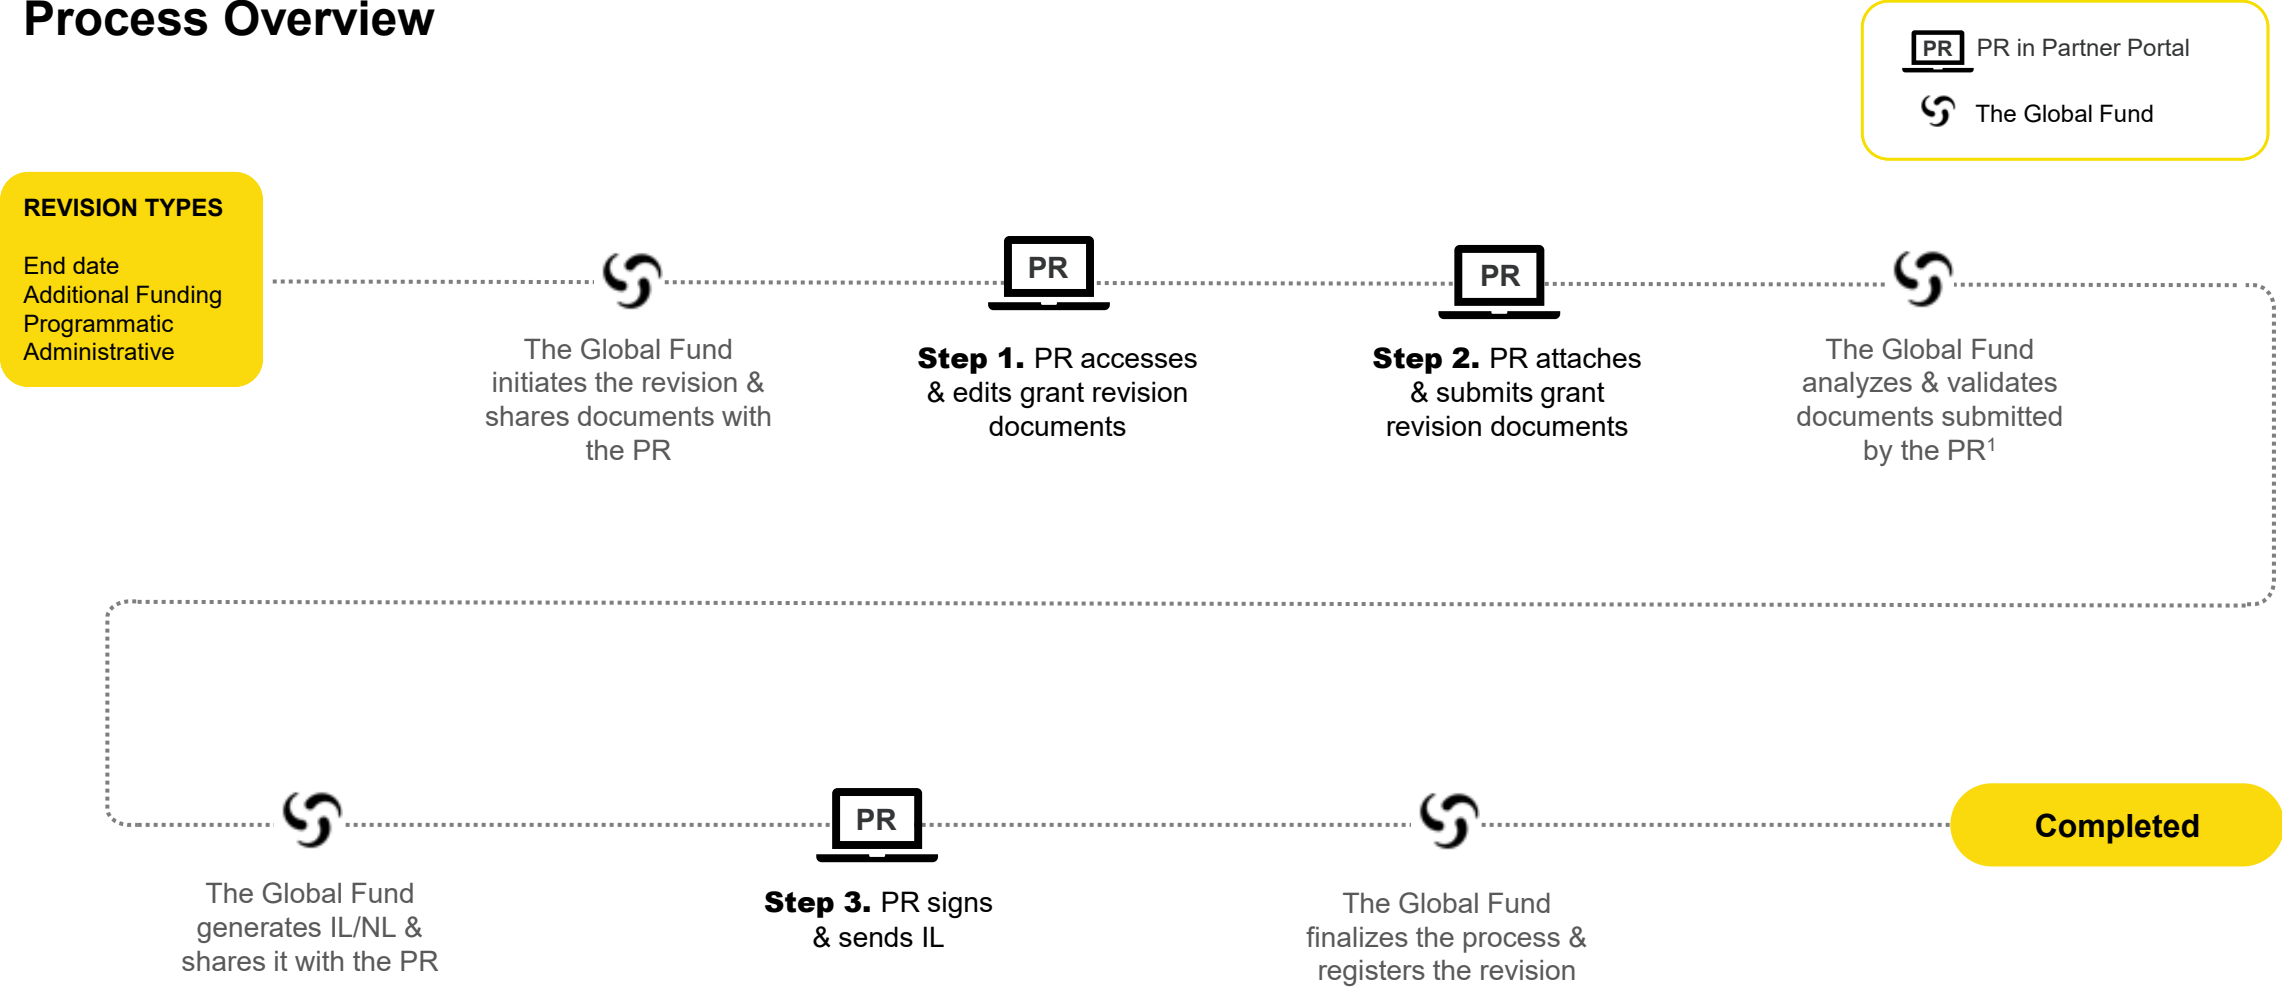 Process Overview
PR PR in Partner Portal
The Global Fund
REVISION TYPES
End date
Additional Funding
Programmatic
Administrative
The Global Fund
initiates the revision &
shares documents with
the PR
PR
Step 1. PR accesses
& edits grant revision
documents
PR
Step 2. PR attaches
& submits grant
revision documents
The Global Fund
analyzes & validates
documents submitted
by the PR¹
The Global Fund
generates IL/NL &
shares it with the PR
PR
Step 3. PR signs
& sends IL
The Global Fund
finalizes the process &
registers the revision
Completed